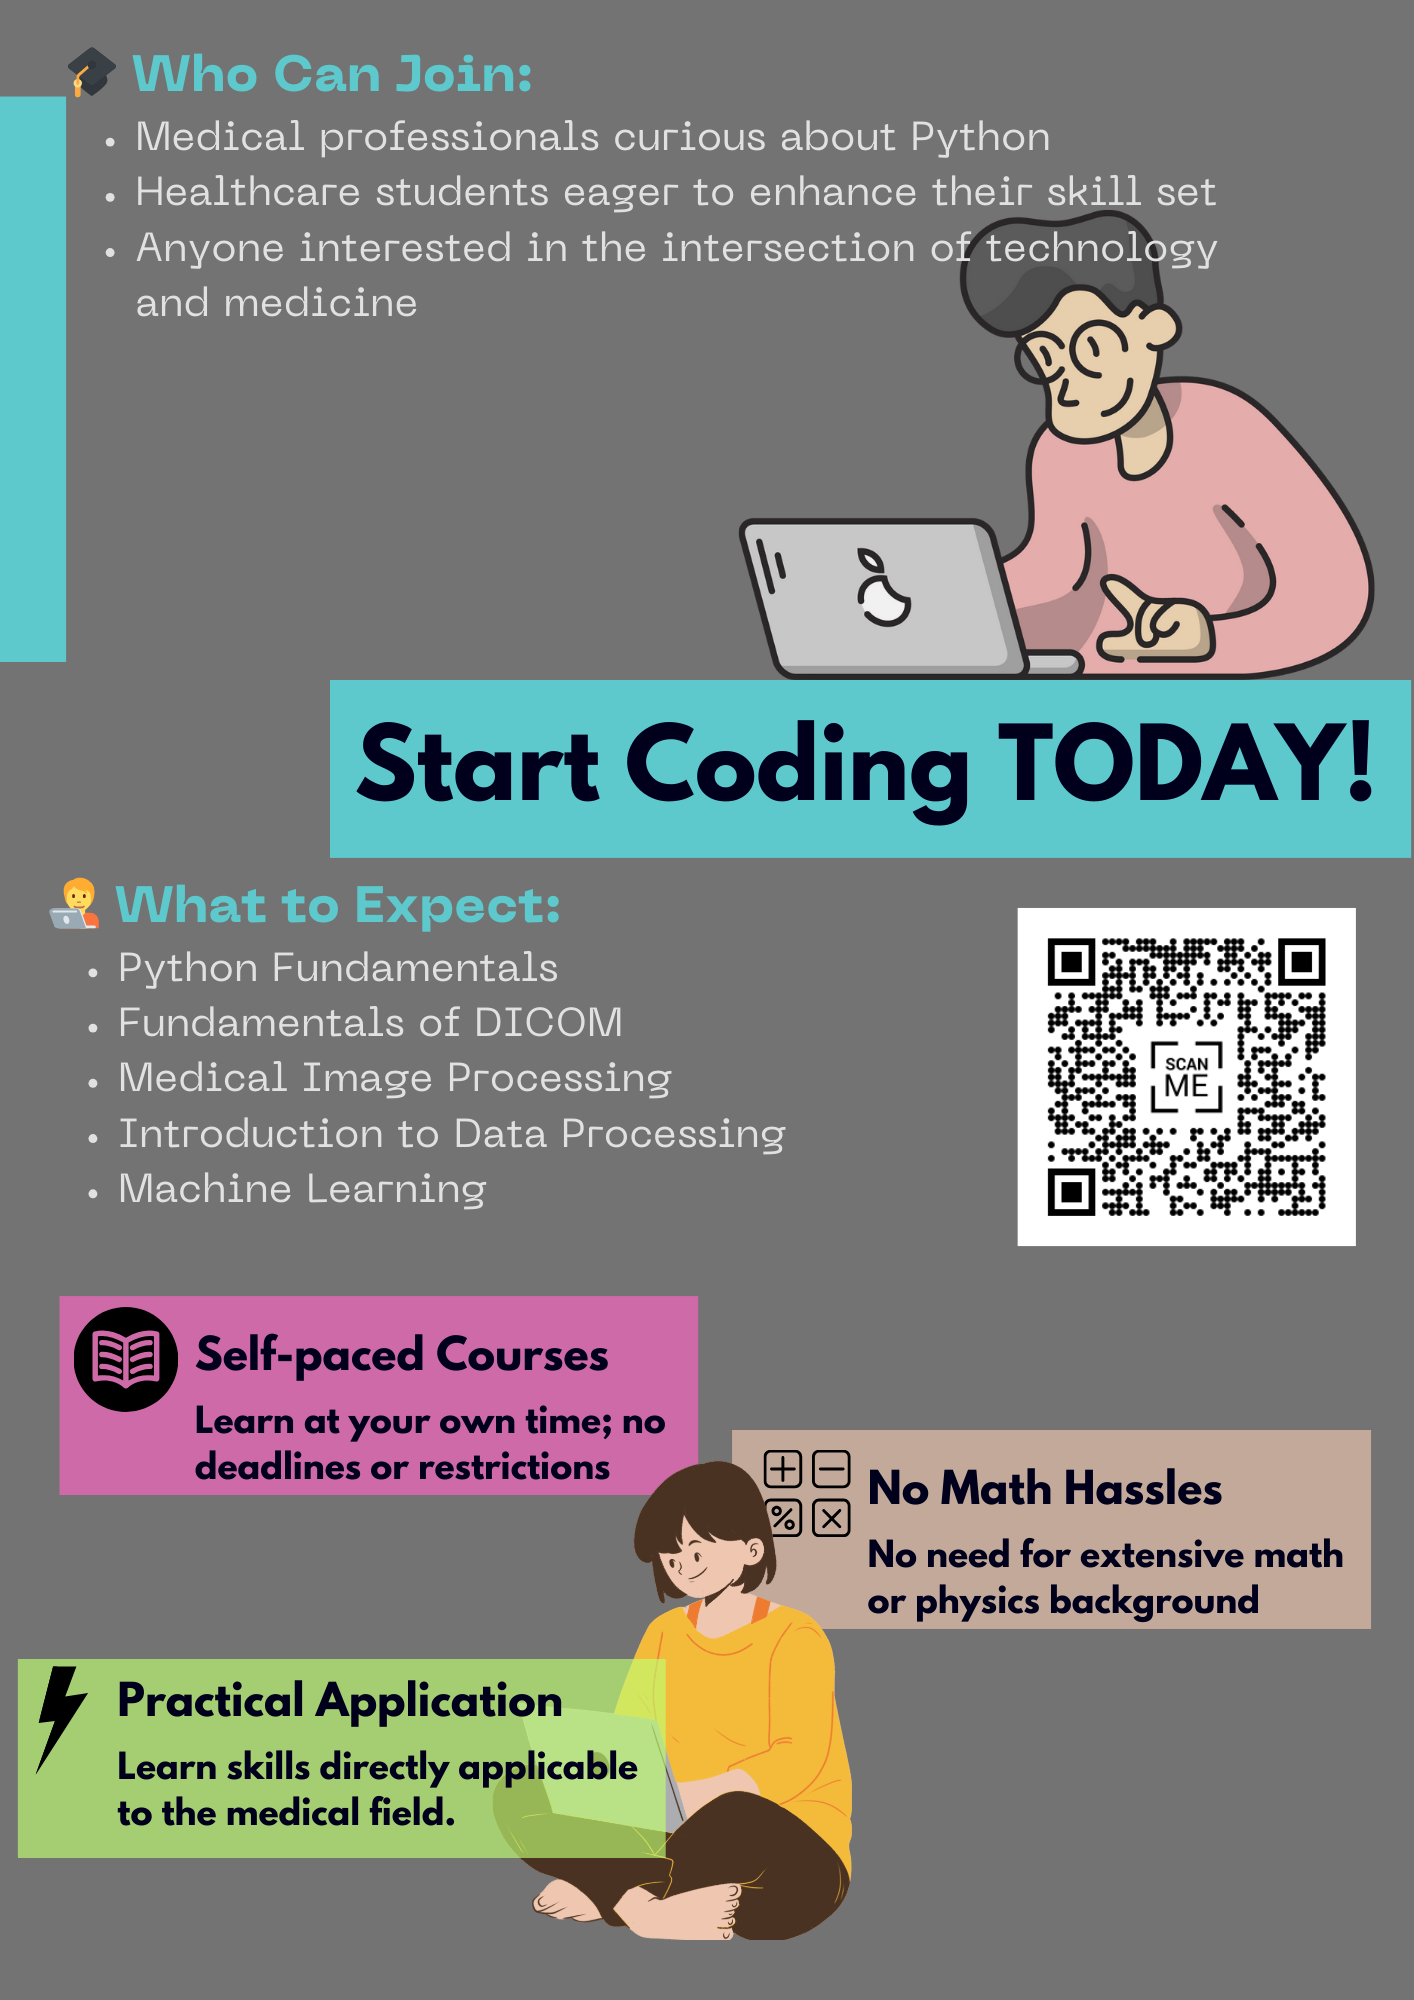 Who Can Join:
• Medical professionals curious about Python
• Healthcare students eager to enhance their skill set
• Anyone interested in the intersection of technology
and medicine
Start Coding TODAY!
What to Expect:
• Python Fundamentals
• Fundamentals of DICOM
• Medical Image Processing
• Introduction to Data Processing
• Machine Learning
SCAN
ME
Self-paced Courses
Learn at your own time; no
deadlines or restrictions
No Math Hassles
No need for extensive math
or physics background
Practical Application
Learn skills directly applicable
to the medical field.